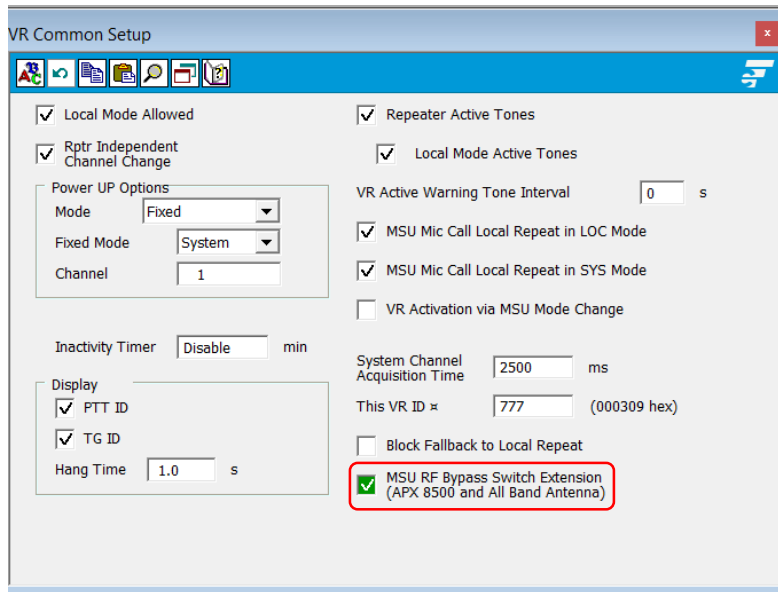 VR Common Setup
x
Local Mode Allowed
Rptr Independent
Channel Change
Power UP Options
Mode Fixed
Fixed Mode System
Channel 1
Inactivity Timer Disable min
Display
PTT ID
TG ID
Hang Time 1.0 s
Repeater Active Tones
Local Mode Active Tones
VR Active Warning Tone Interval 0 s
MSU Mic Call Local Repeat in LOC Mode
MSU Mic Call Local Repeat in SYS Mode
VR Activation via MSU Mode Change
System Channel
Acquisition Time 2500 ms
This VR ID ¤ 777 (000309 hex)
Block Fallback to Local Repeat
MSU RF Bypass Switch Extension
(APX 8500 and All Band Antenna)